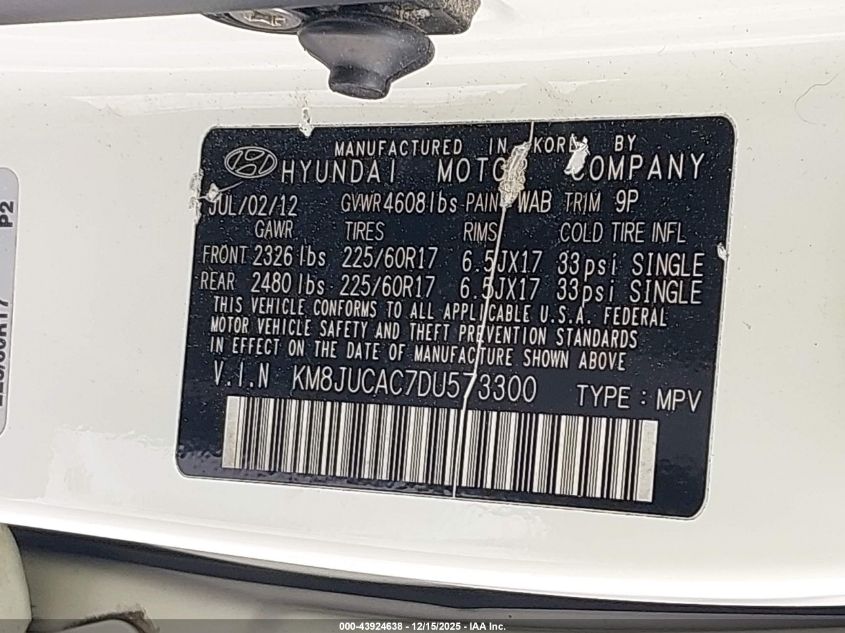 MANUFACTURED IN KOREA BY
HYUNDAI MOTOR COMPANY
JUL/02/12 GVWR 4608 lbs PAINT WAB TRIM 9P
GAWR TIRES RIMS COLD TIRE INFL
FRONT 2326 lbs 225/60R17 6.5JX17 33psi SINGLE
REAR 2480 lbs 225/60R17 6.5JX17 33psi SINGLE
THIS VEHICLE CONFORMS TO ALL APPLICABLE U.S.A. FEDERAL
MOTOR VEHICLE SAFETY AND THEFT PREVENTION STANDARDS
IN EFFECT ON THE DATE OF MANUFACTURE SHOWN ABOVE
V.I.N KM8JUCAC7DU573300 TYPE : MPV
P2
000-43924638 - 12/15/2025 - IAA Inc.